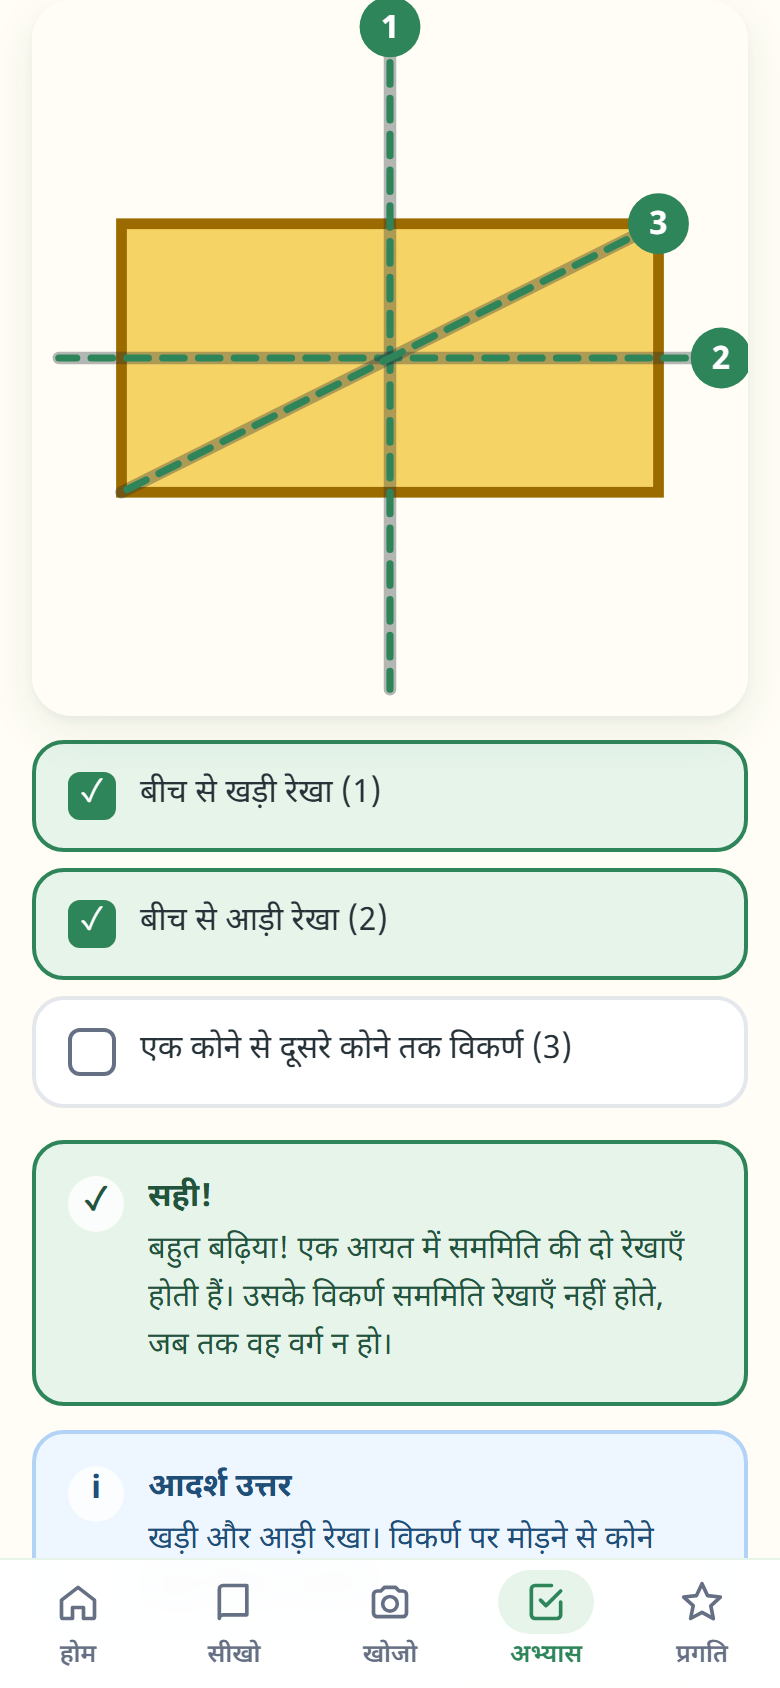 1
3
2
बीच से खड़ी रेखा (1)
बीच से आड़ी रेखा (2)
एक कोने से दूसरे कोने तक विकर्ण (3)
सही!
बहुत बढ़िया! एक आयत में सममिति की दो रेखाएँ
होती हैं। उसके विकर्ण सममिति रेखाएँ नहीं होते,
जब तक वह वर्ग न हो।
आदर्श उत्तर
खड़ी और आड़ी रेखा। विकर्ण पर मोड़ने से कोने
होम
सीखो
खोजो
अभ्यास
प्रगति